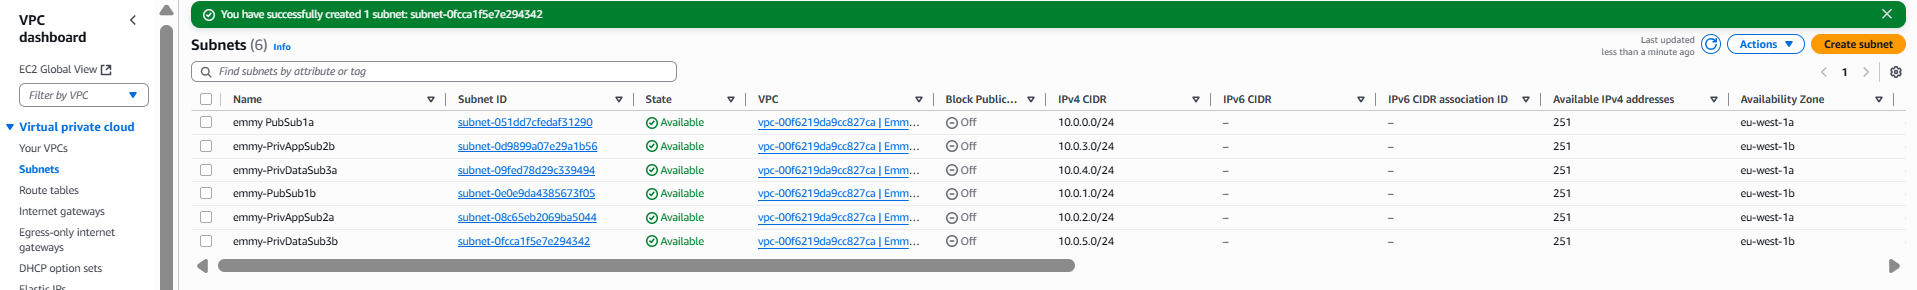 You have successfully created 1 subnet: subnet-0fcca1f5e7e294342
VPC
dashboard
EC2 Global View
Filter by VPC
Virtual private cloud
Your VPCs
Subnets
Route tables
Internet gateways
Egress-only internet
gateways
DHCP option sets
Elastic IPs
Subnets (6) Info
Last updated
less than a minute ago
Actions
Create subnet
Find subnets by attribute or tag
1
Name Subnet ID State VPC Block Public... IPv4 CIDR IPv6 CIDR IPv6 CIDR association ID Available IPv4 addresses Availability Zone
emmy PubSub1a subnet-051dd7cfedaf31290 Available vpc-00f6219da9cc827ca | Emm... Off 10.0.0.0/24 – – 251 eu-west-1a
emmy-PrivAppSub2b subnet-0d9899a07e29a1b56 Available vpc-00f6219da9cc827ca | Emm... Off 10.0.3.0/24 – – 251 eu-west-1b
emmy-PrivDataSub3a subnet-09fed78d29c339494 Available vpc-00f6219da9cc827ca | Emm... Off 10.0.4.0/24 – – 251 eu-west-1a
emmy-PubSub1b subnet-0e0e9da4385673f05 Available vpc-00f6219da9cc827ca | Emm... Off 10.0.1.0/24 – – 251 eu-west-1b
emmy-PrivAppSub2a subnet-08c65eb2069ba5044 Available vpc-00f6219da9cc827ca | Emm... Off 10.0.2.0/24 – – 251 eu-west-1a
emmy-PrivDataSub3b subnet-0fcca1f5e7e294342 Available vpc-00f6219da9cc827ca | Emm... Off 10.0.5.0/24 – – 251 eu-west-1b